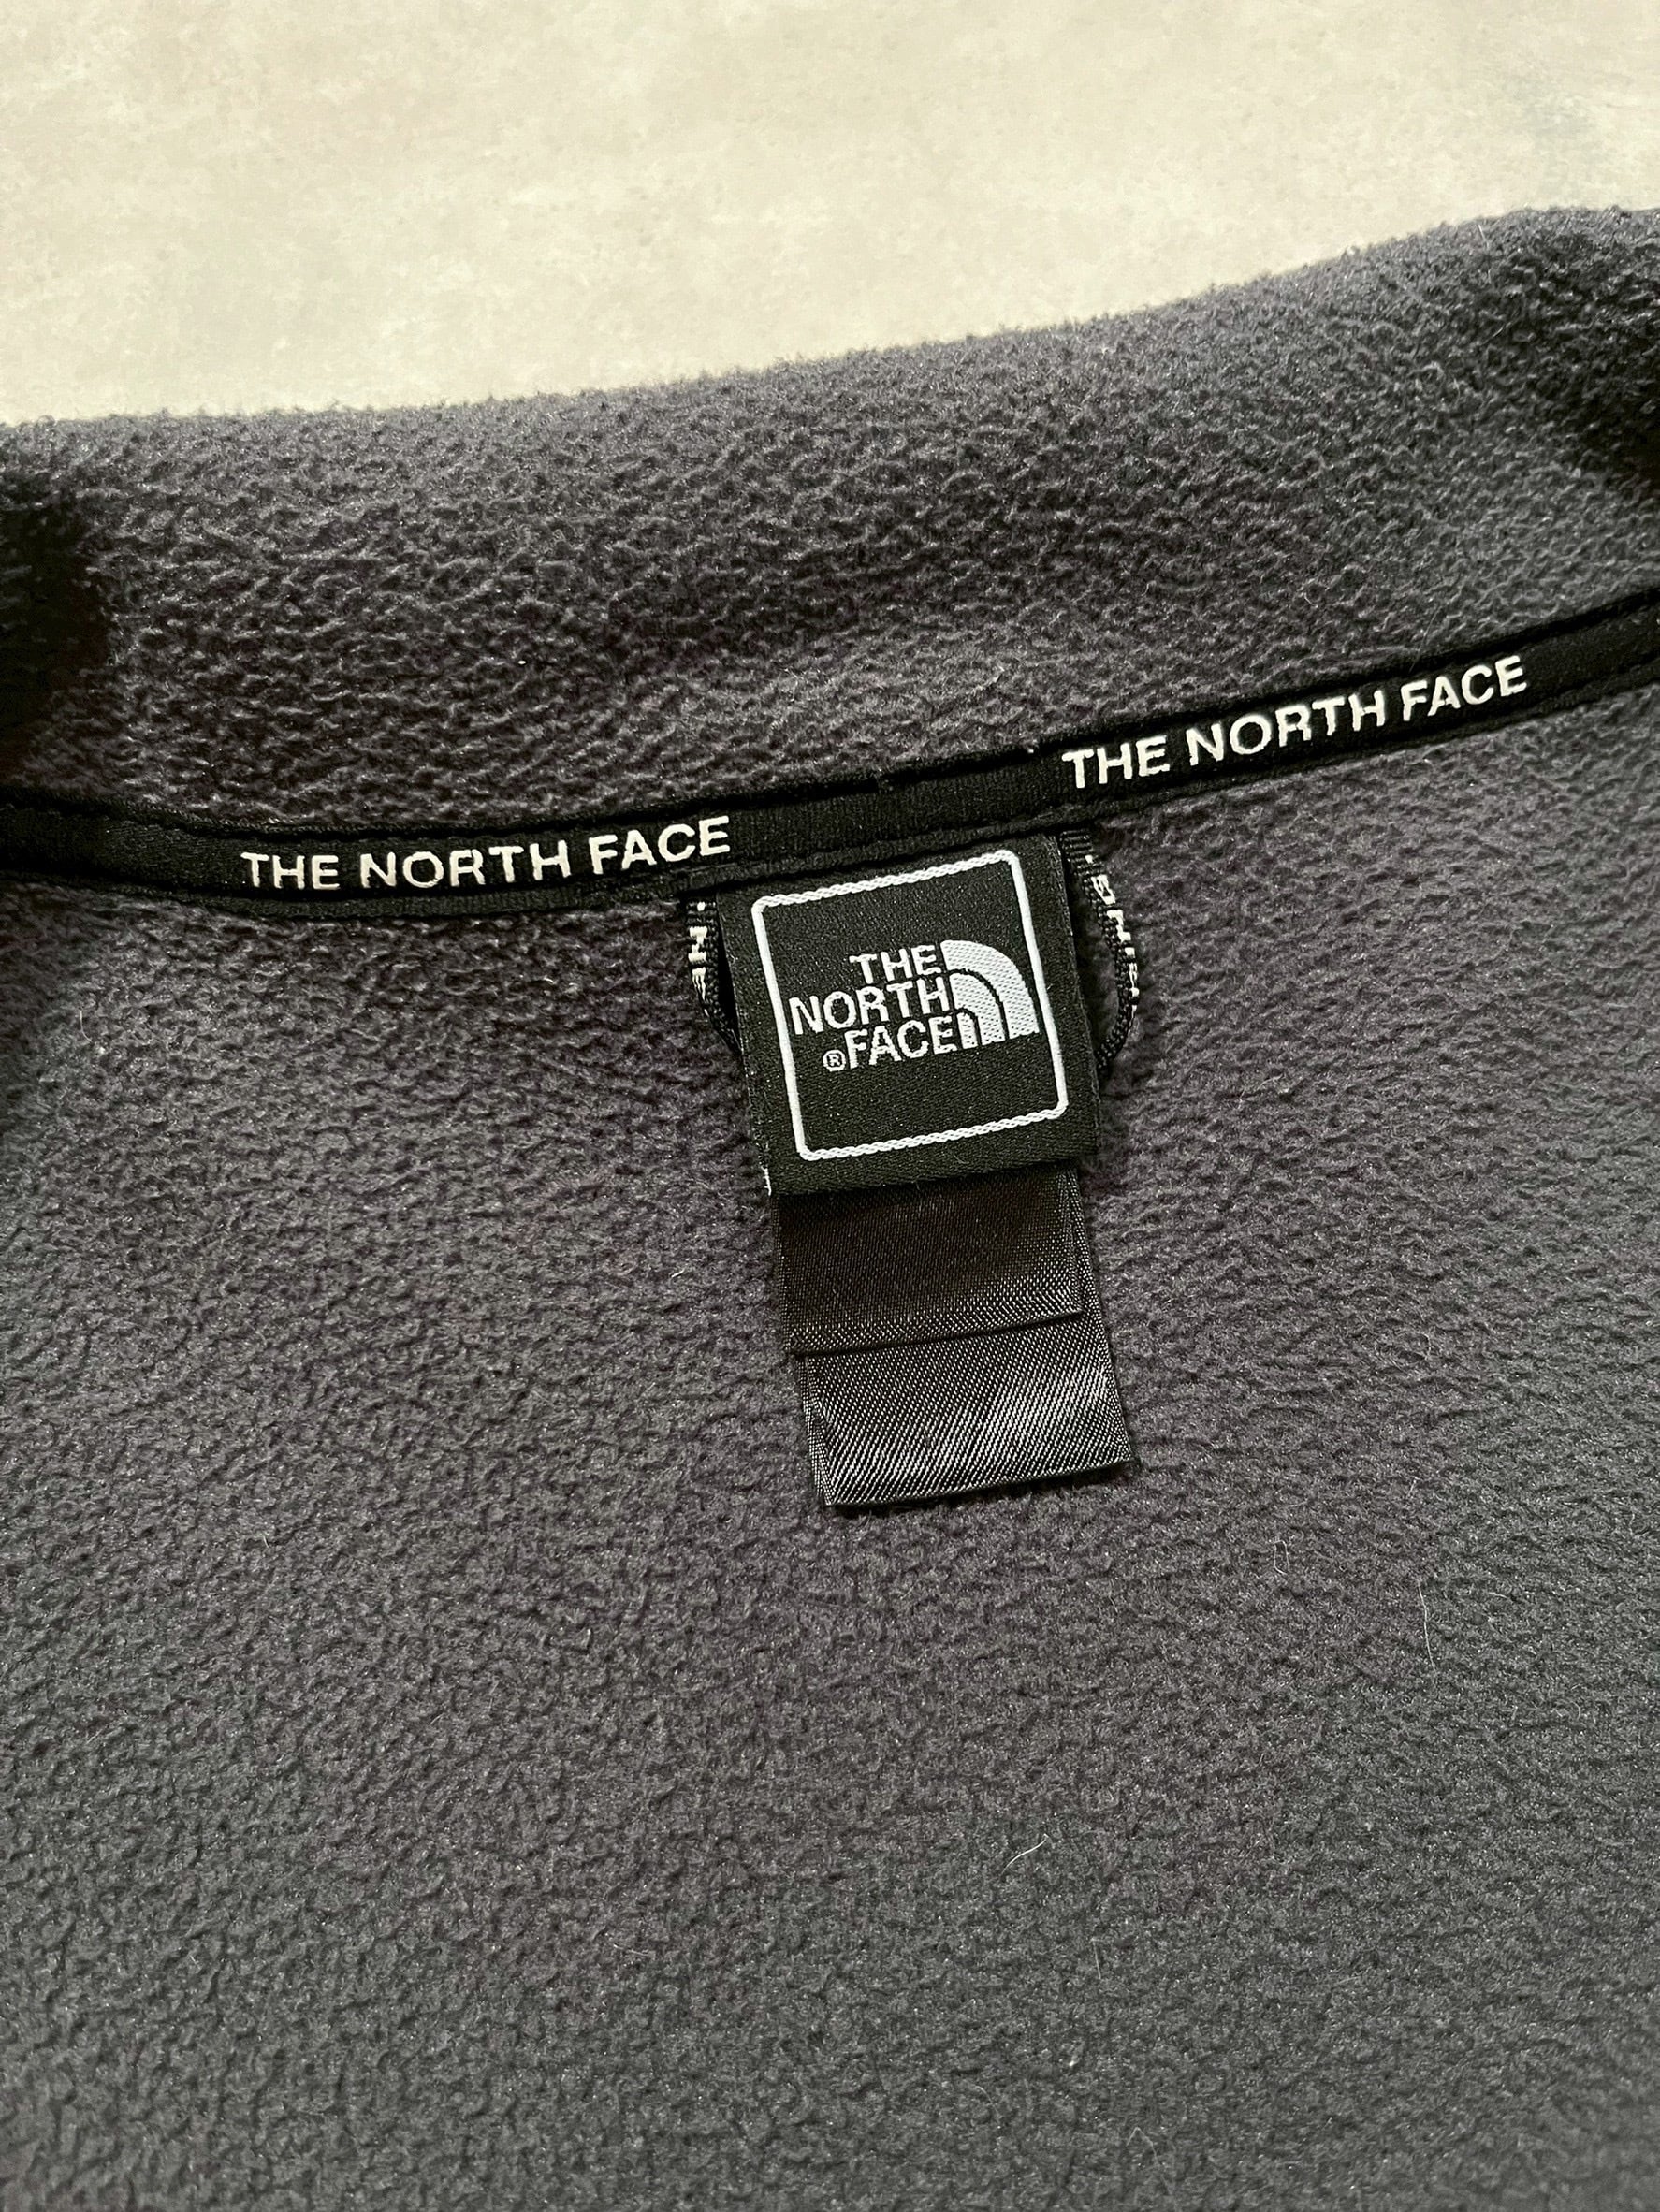 THE NORTH FACE
THE NORTH FACE
THE
NORTH
®FACE